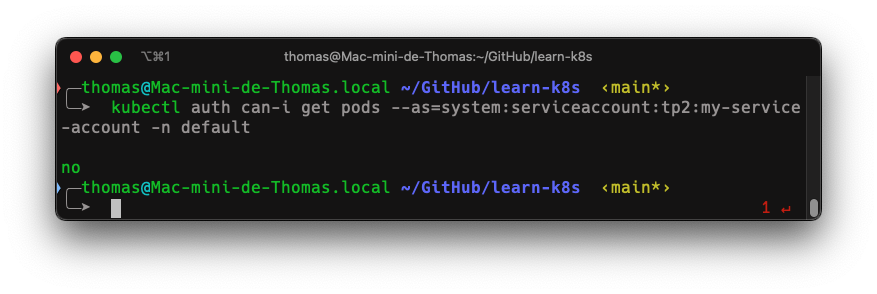 ⌥⌘1 thomas@Mac-mini-de-Thomas:~/GitHub/learn-k8s
╭─thomas@Mac-mini-de-Thomas.local ~/GitHub/learn-k8s ‹main*›
╰─➤ kubectl auth can-i get pods --as=system:serviceaccount:tp2:my-service
-account -n default
no
╭─thomas@Mac-mini-de-Thomas.local ~/GitHub/learn-k8s ‹main*›
╰─➤ 1 ↵